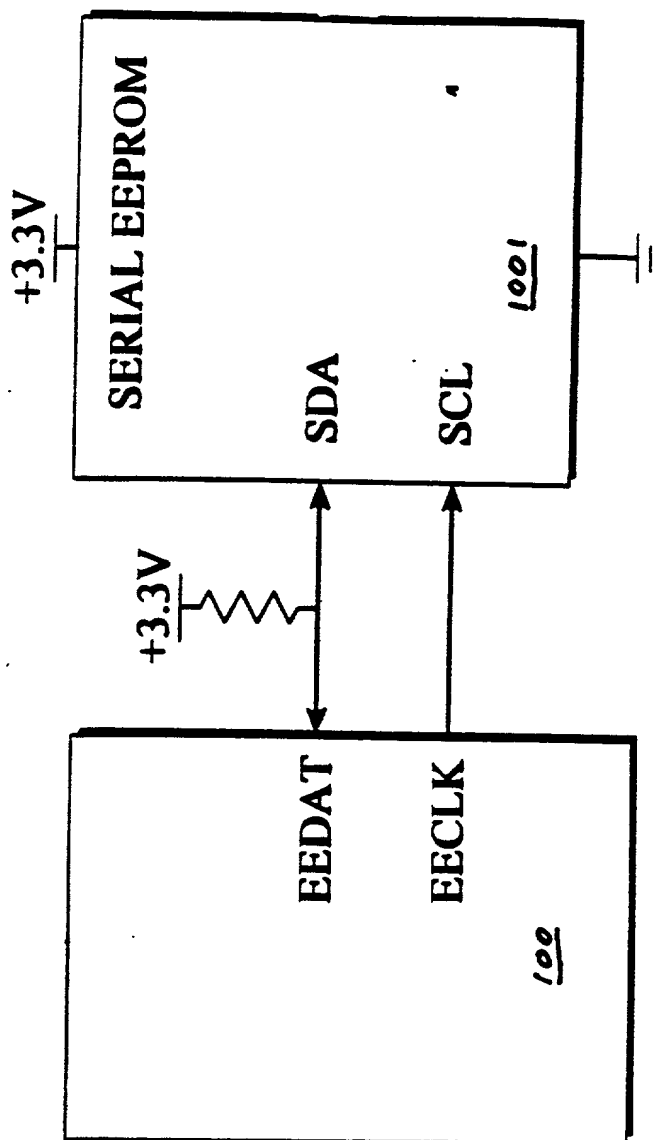 +3.3V
SERIAL EEPROM
+3.3V
EEDAT
SDA
EECLK
SCL
100
1001